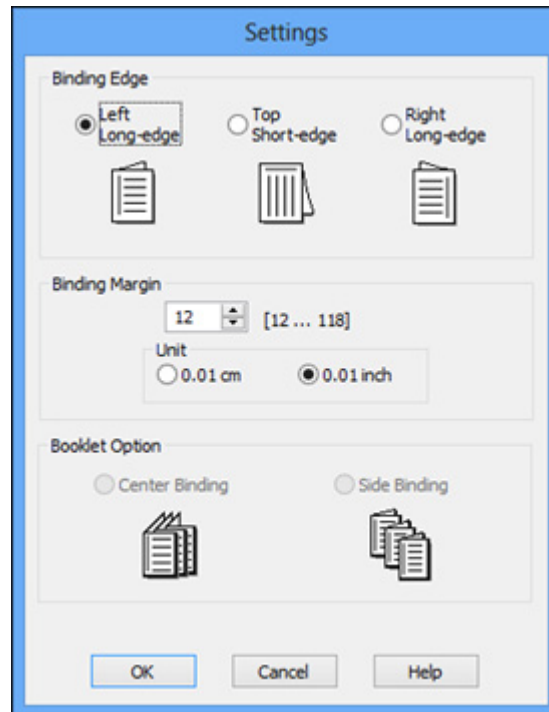 Settings
Binding Edge
Left
Long-edge
Top
Short-edge
Right
Long-edge
Binding Margin
12 [12 ... 118]
Unit
0.01 cm 0.01 inch
Booklet Option
Center Binding Side Binding
OK Cancel Help